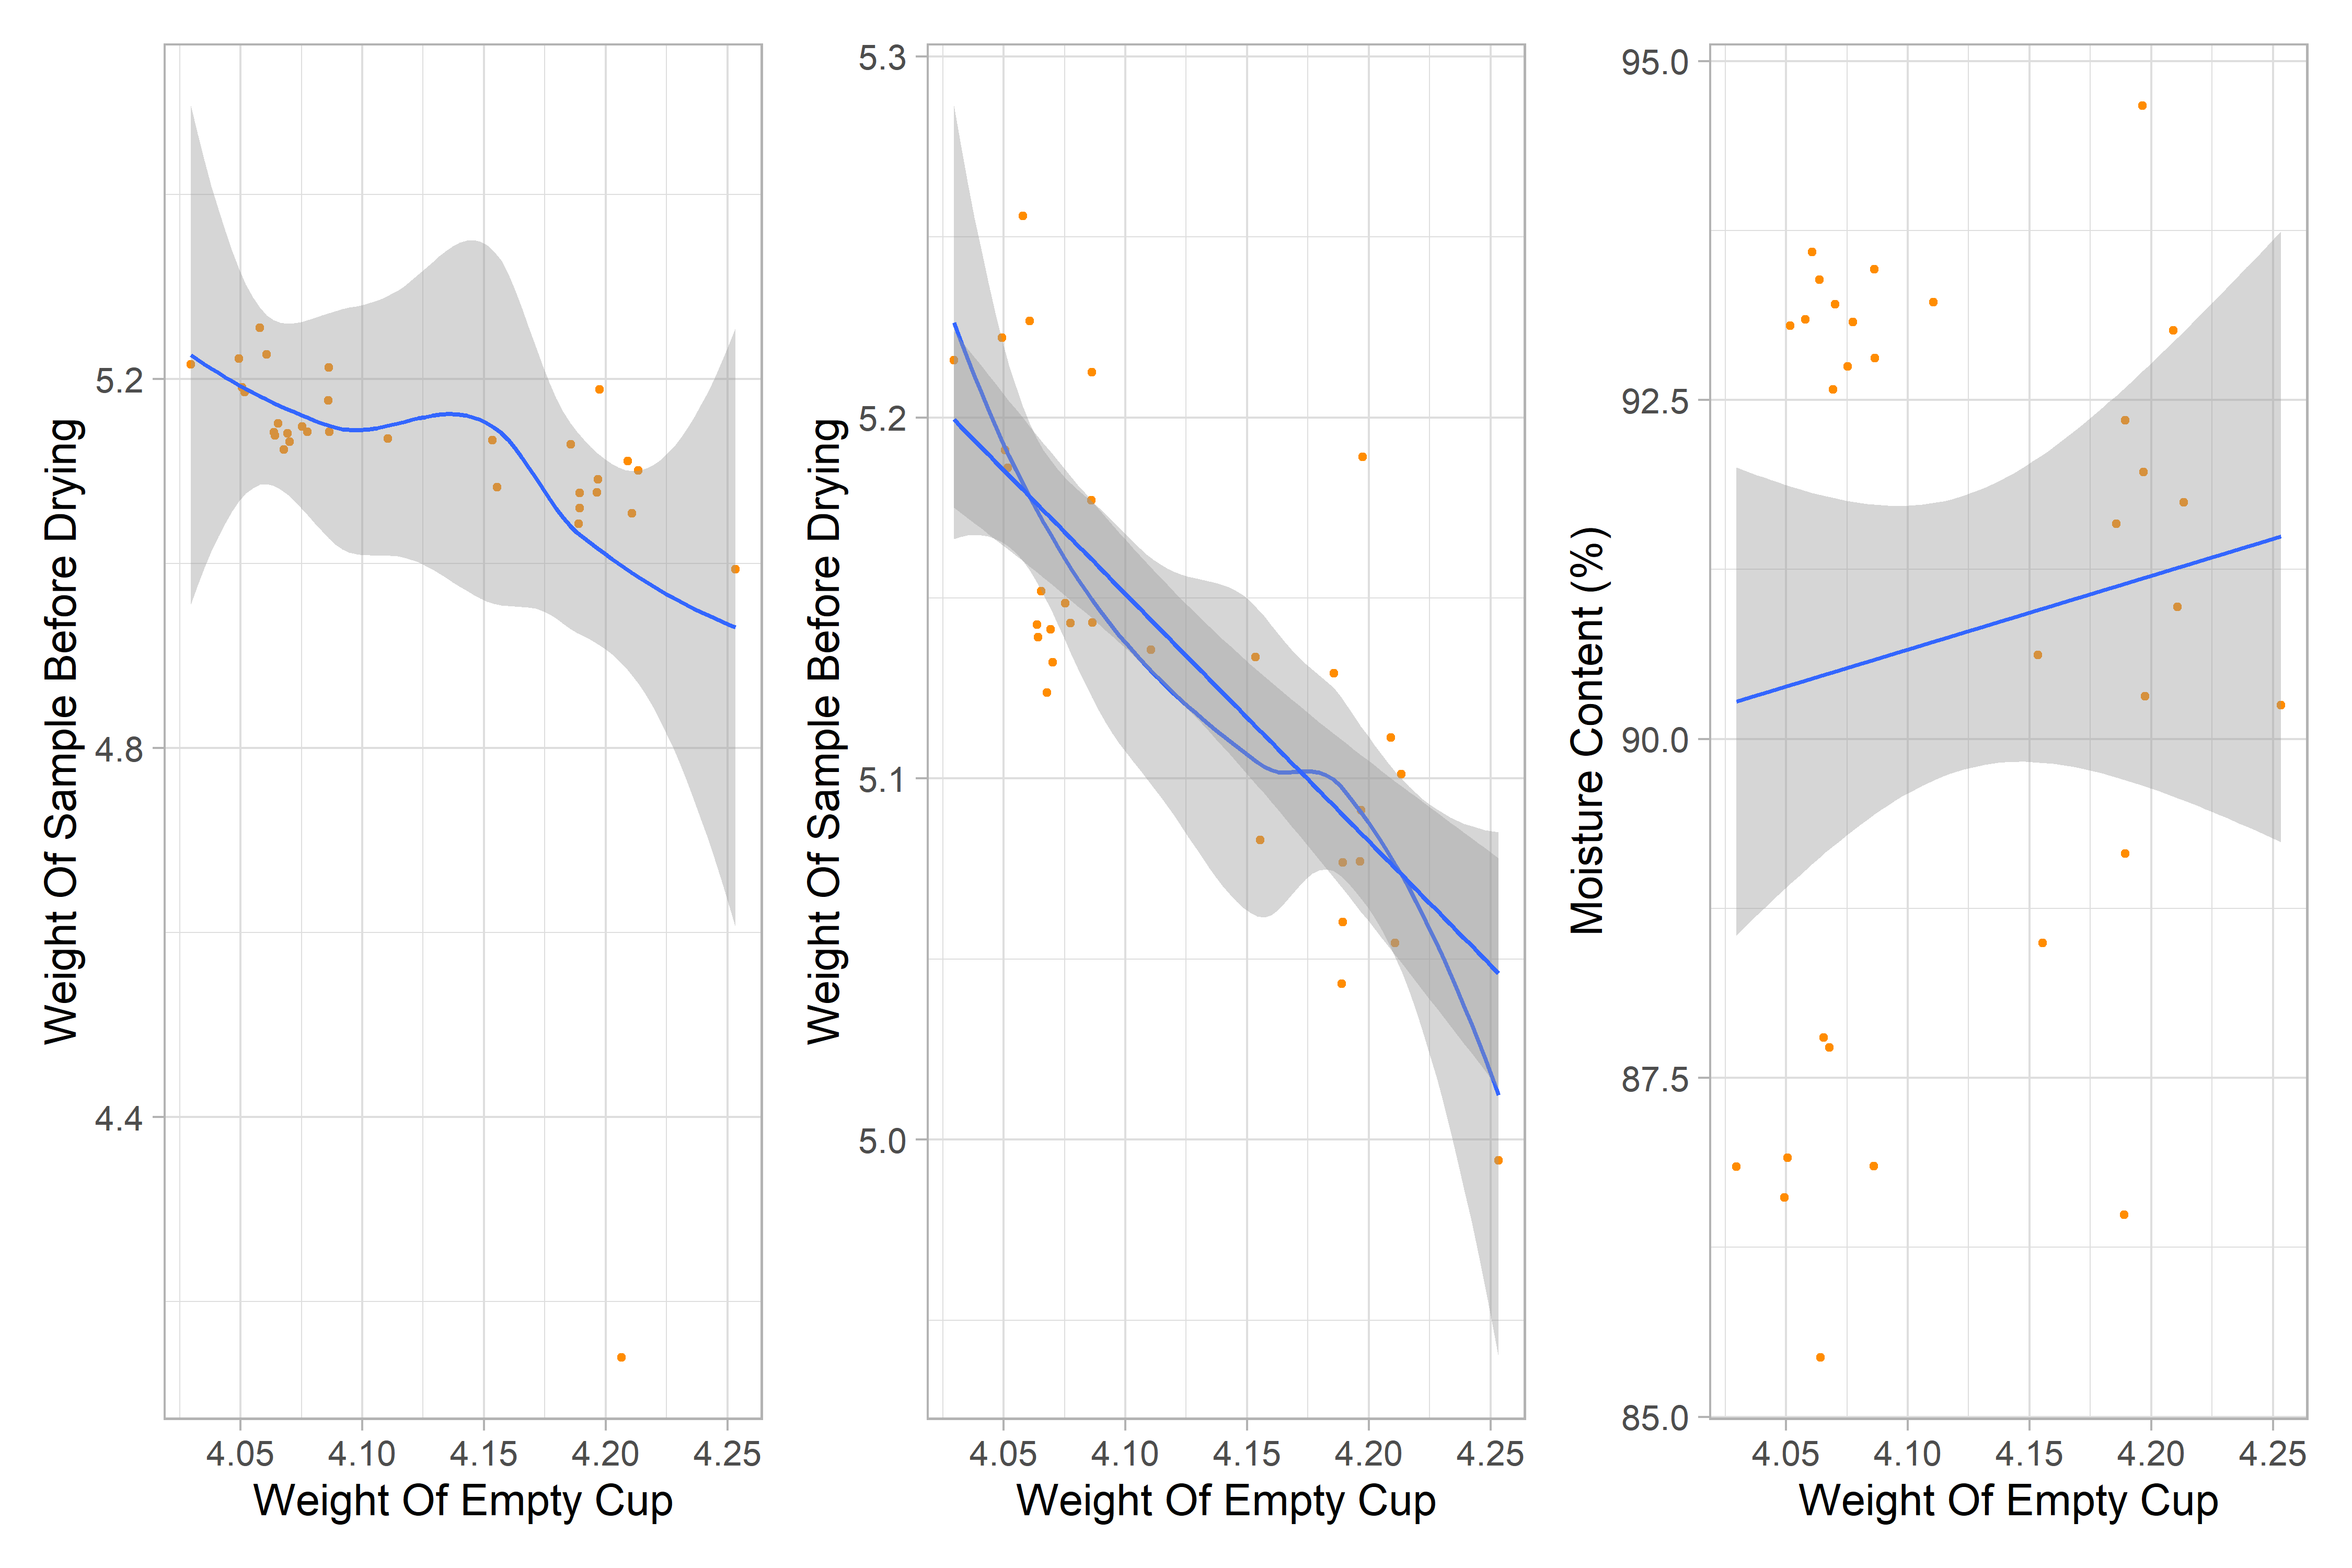 Weight Of Sample Before Drying
5.2
4.8
4.4
4.05 4.10 4.15 4.20 4.25
Weight Of Empty Cup
Weight Of Sample Before Drying
5.3
5.2
5.1
5.0
4.05 4.10 4.15 4.20 4.25
Weight Of Empty Cup
Moisture Content (%)
95.0
92.5
90.0
87.5
85.0
4.05 4.10 4.15 4.20 4.25
Weight Of Empty Cup